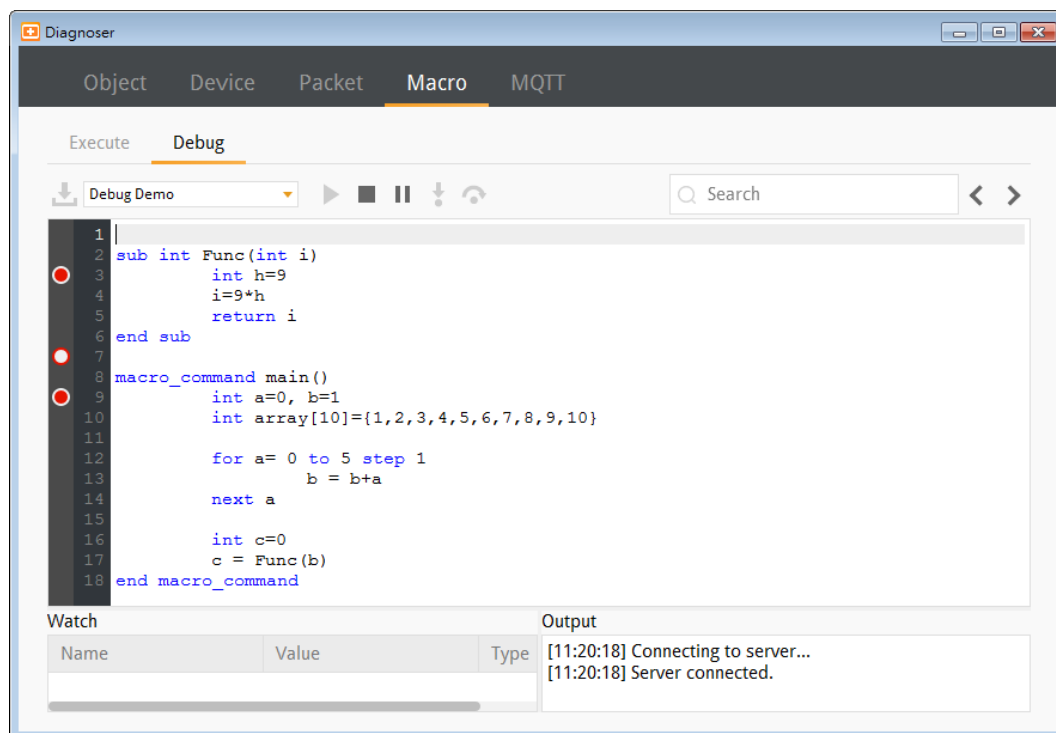 Diagnoser
Object Device Packet Macro MQTT
Execute Debug
Debug Demo Search
1
2 sub int Func(int i)
3 int h=9
4 i=9*h
5 return i
6 end sub
7
8 macro_command main()
9 int a=0, b=1
10 int array[10]={1,2,3,4,5,6,7,8,9,10}
11
12 for a= 0 to 5 step 1
13 b = b+a
14 next a
15
16 int c=0
17 c = Func(b)
18 end macro_command
Watch Output
Name Value Type
[11:20:18] Connecting to server...
[11:20:18] Server connected.